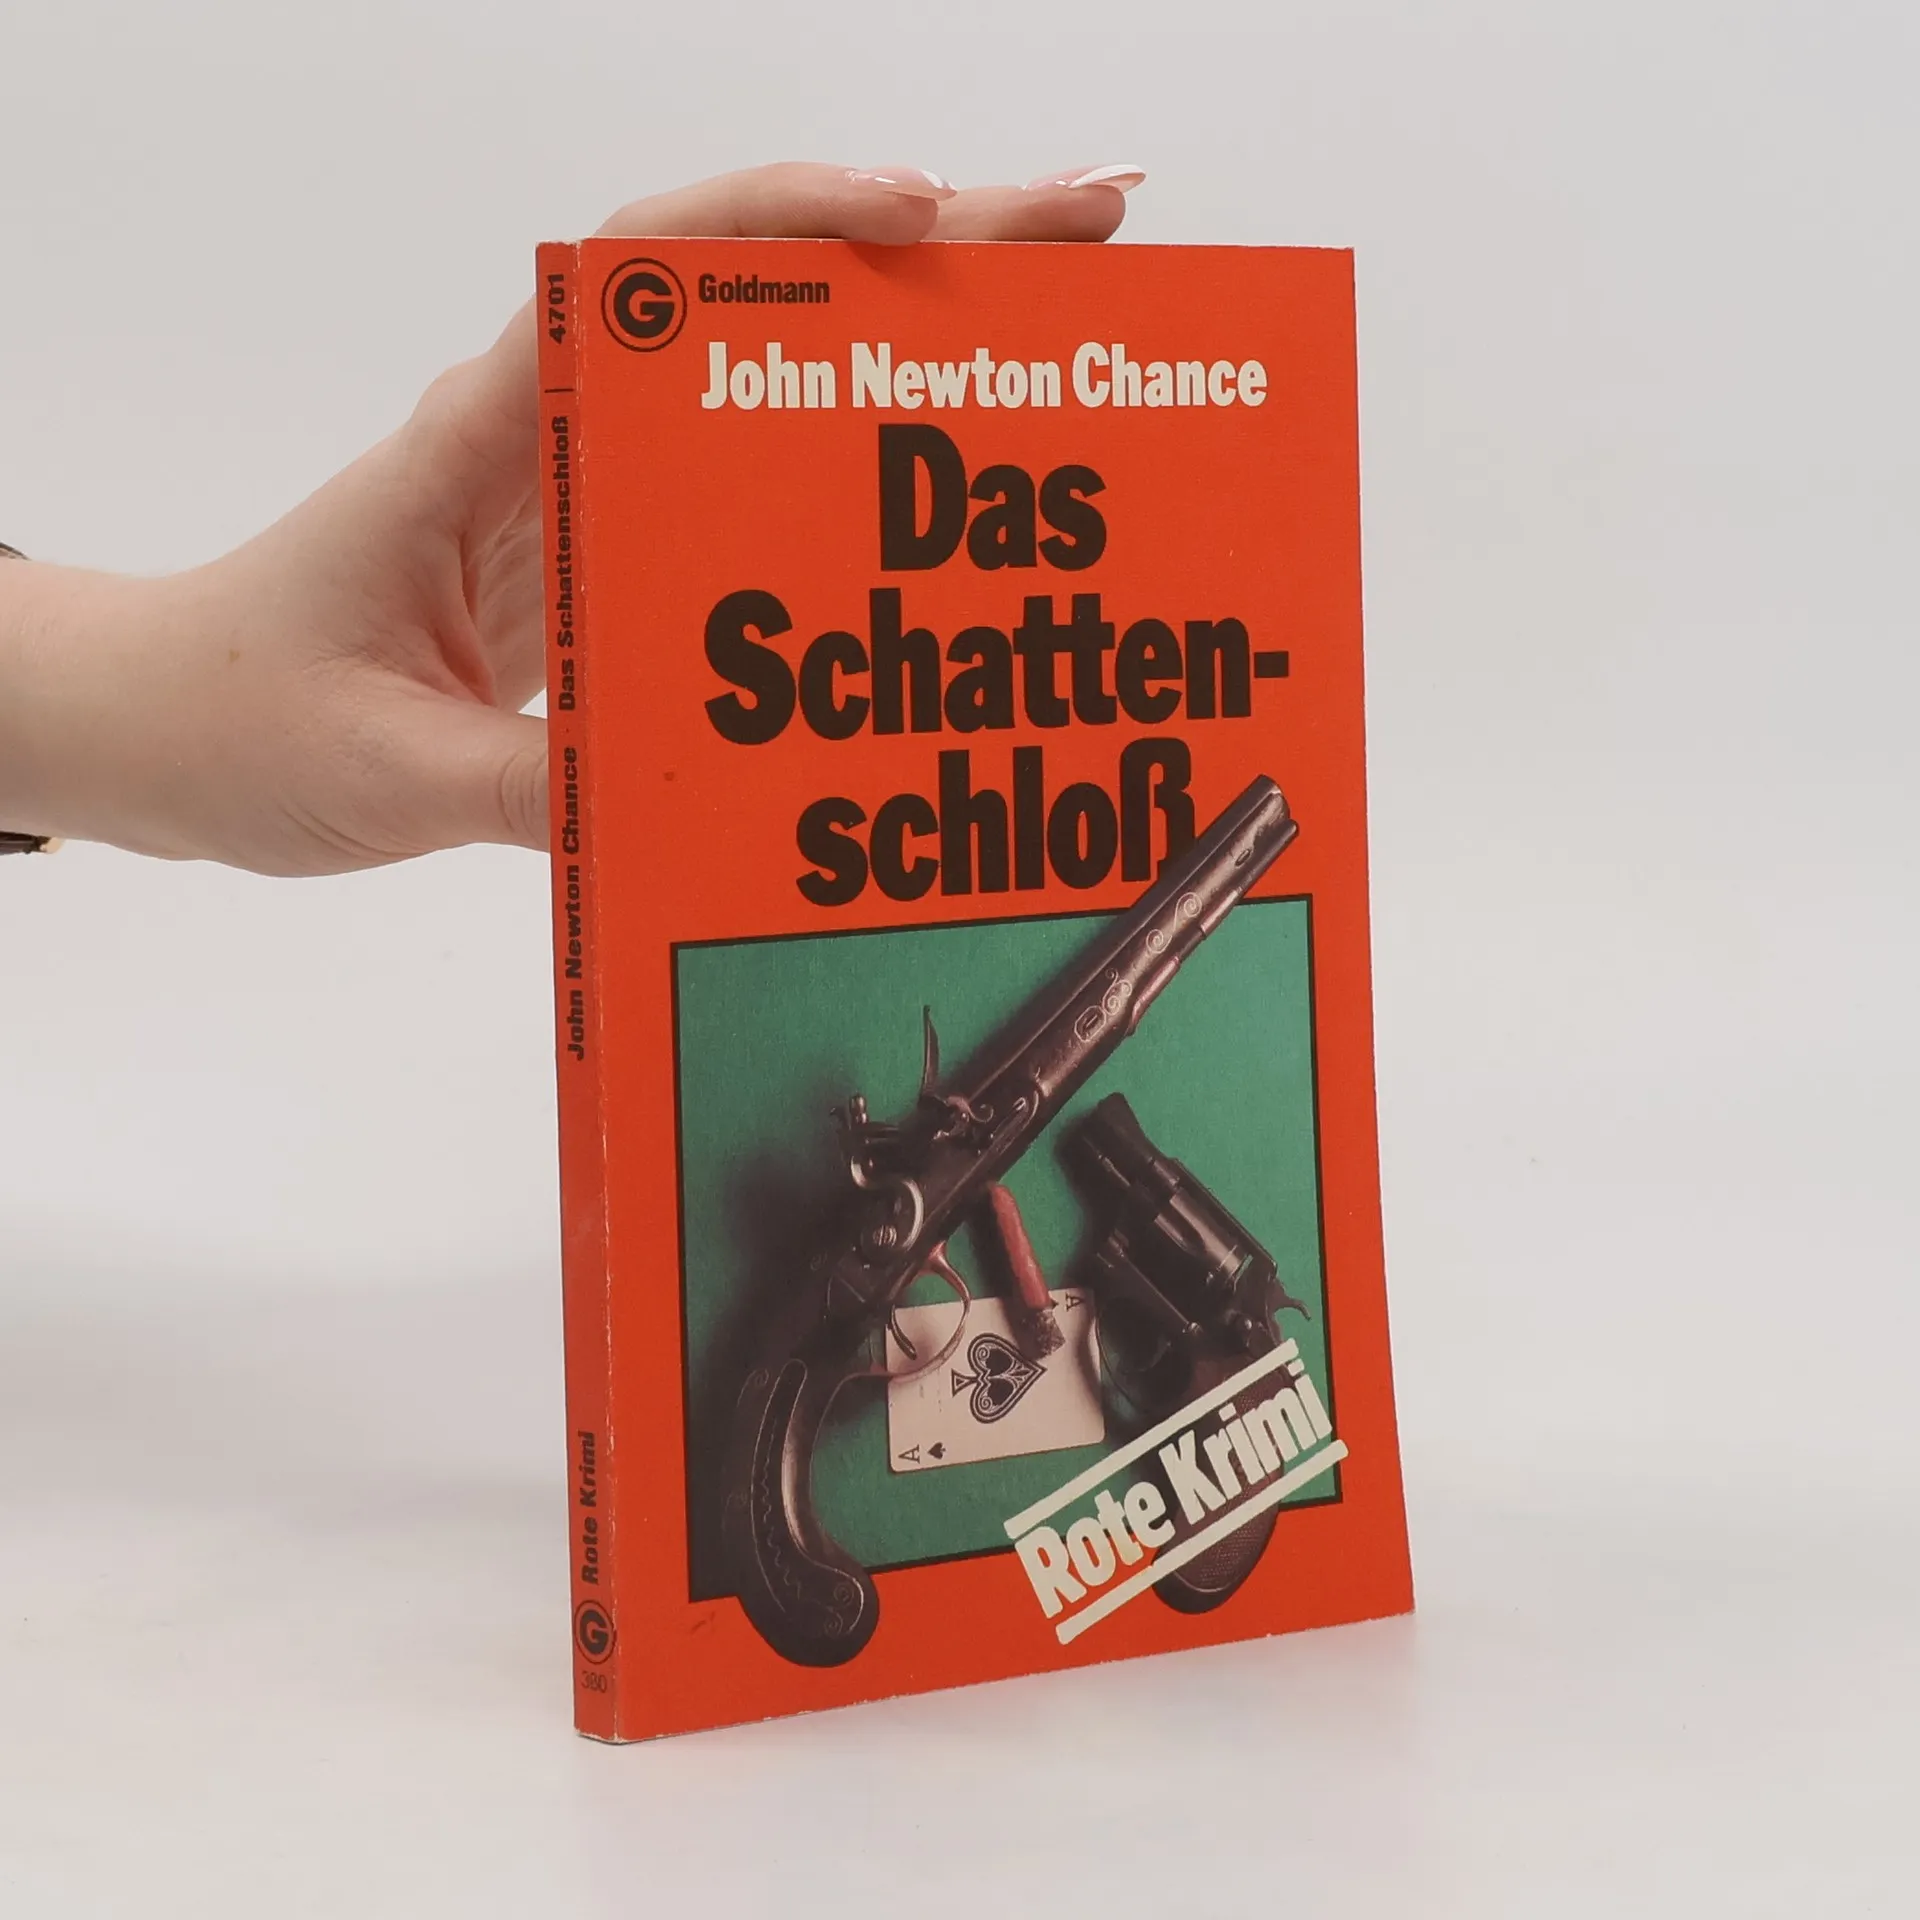 G Goldmann
John Newton Chance
Das
Schatten-
schloß
A
A
Rote Krimi
John Newton Chance · Das Schattenschloß | 4701
G Rote Krimi
380